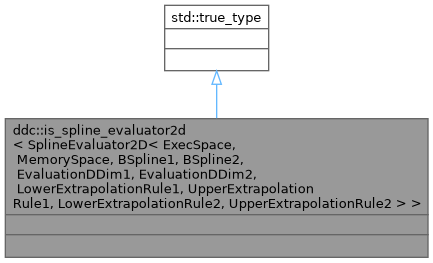 std::true_type
ddc::is_spline_evaluator2d
< SplineEvaluator2D< ExecSpace,
MemorySpace, BSpline1, BSpline2,
EvaluationDDim1, EvaluationDDim2,
LowerExtrapolationRule1, UpperExtrapolation
Rule1, LowerExtrapolationRule2, UpperExtrapolationRule2 > >